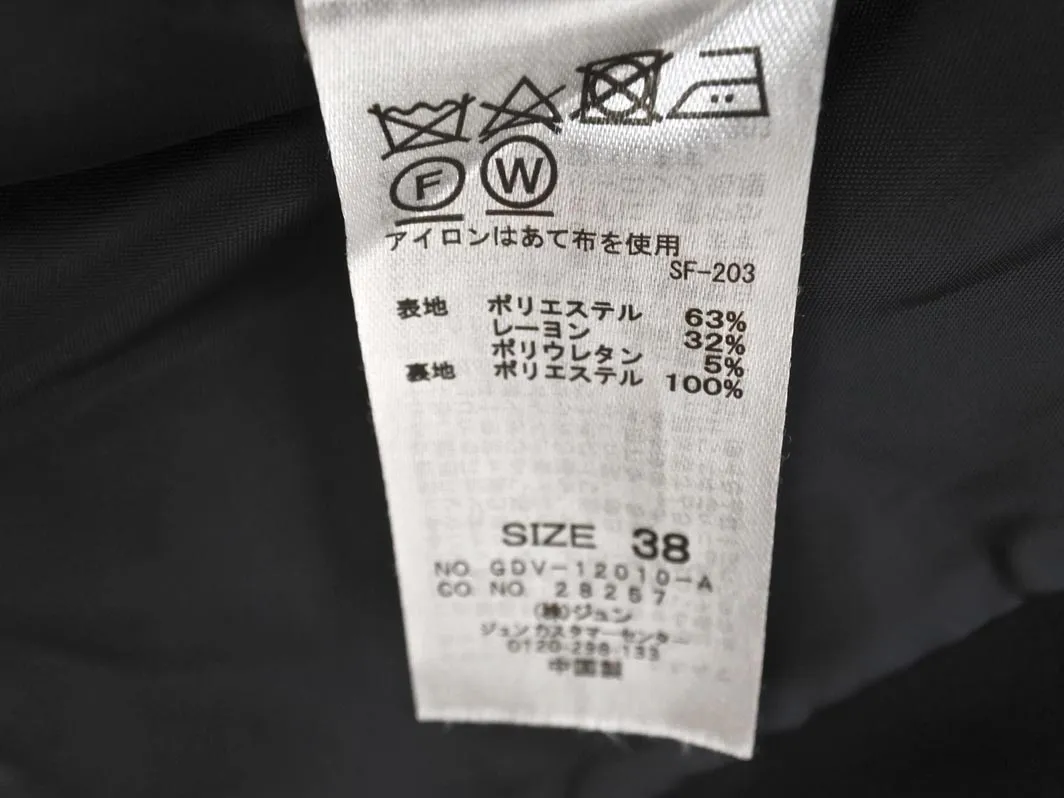 F W
アイロンはあて布を使用
SF-203
表地 ポリエステル 63%
レーヨン 32%
ポリウレタン 5%
裏地 ポリエステル 100%
SIZE 38
NO. GDV-12010-A
CO. NO. 28257
(株)ジュン
ジュンカスタマーセンター
0120-298-133
中国製